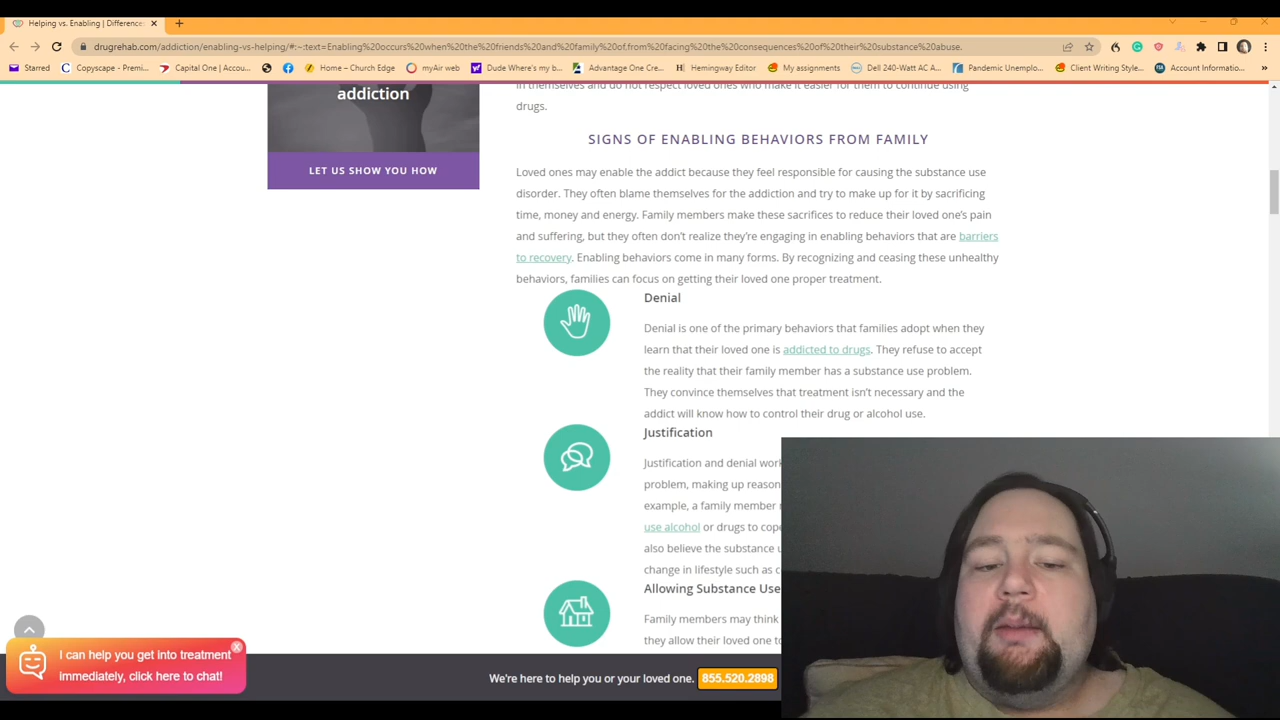 Helping vs. Enabling | Difference
drugrehab.com/addiction/enabling-vs-helping/#:~:text=Enabling%20occurs%20when%20the%20friends%20and%20family%20of,from%20facing%20the%20consequences%20of%20their%20substance%20abuse.
Starred Copyscape - Premi... Capital One | Accou... Home – Church Edge myAir web Dude Where's my b... Advantage One Cre... Hemingway Editor My assignments Dell 240-Watt AC A... Pandemic Unemplo... Client Writing Style... Account Informatio... »
addiction
LET US SHOW YOU HOW
in themselves and do not respect loved ones who make it easier for them to continue using
drugs.
SIGNS OF ENABLING BEHAVIORS FROM FAMILY
Loved ones may enable the addict because they feel responsible for causing the substance use
disorder. They often blame themselves for the addiction and try to make up for it by sacrificing
time, money and energy. Family members make these sacrifices to reduce their loved one's pain
and suffering, but they often don't realize they're engaging in enabling behaviors that are barriers
to recovery. Enabling behaviors come in many forms. By recognizing and ceasing these unhealthy
behaviors, families can focus on getting their loved one proper treatment.
Denial
Denial is one of the primary behaviors that families adopt when they
learn that their loved one is addicted to drugs. They refuse to accept
the reality that their family member has a substance use problem.
They convince themselves that treatment isn't necessary and the
addict will know how to control their drug or alcohol use.
Justification
Justification and denial work
problem, making up reason
example, a family member
use alcohol or drugs to cope
also believe the substance u
change in lifestyle such as c
Allowing Substance Use
Family members may think
they allow their loved one to
I can help you get into treatment
immediately, click here to chat!
We're here to help you or your loved one. 855.520.2898